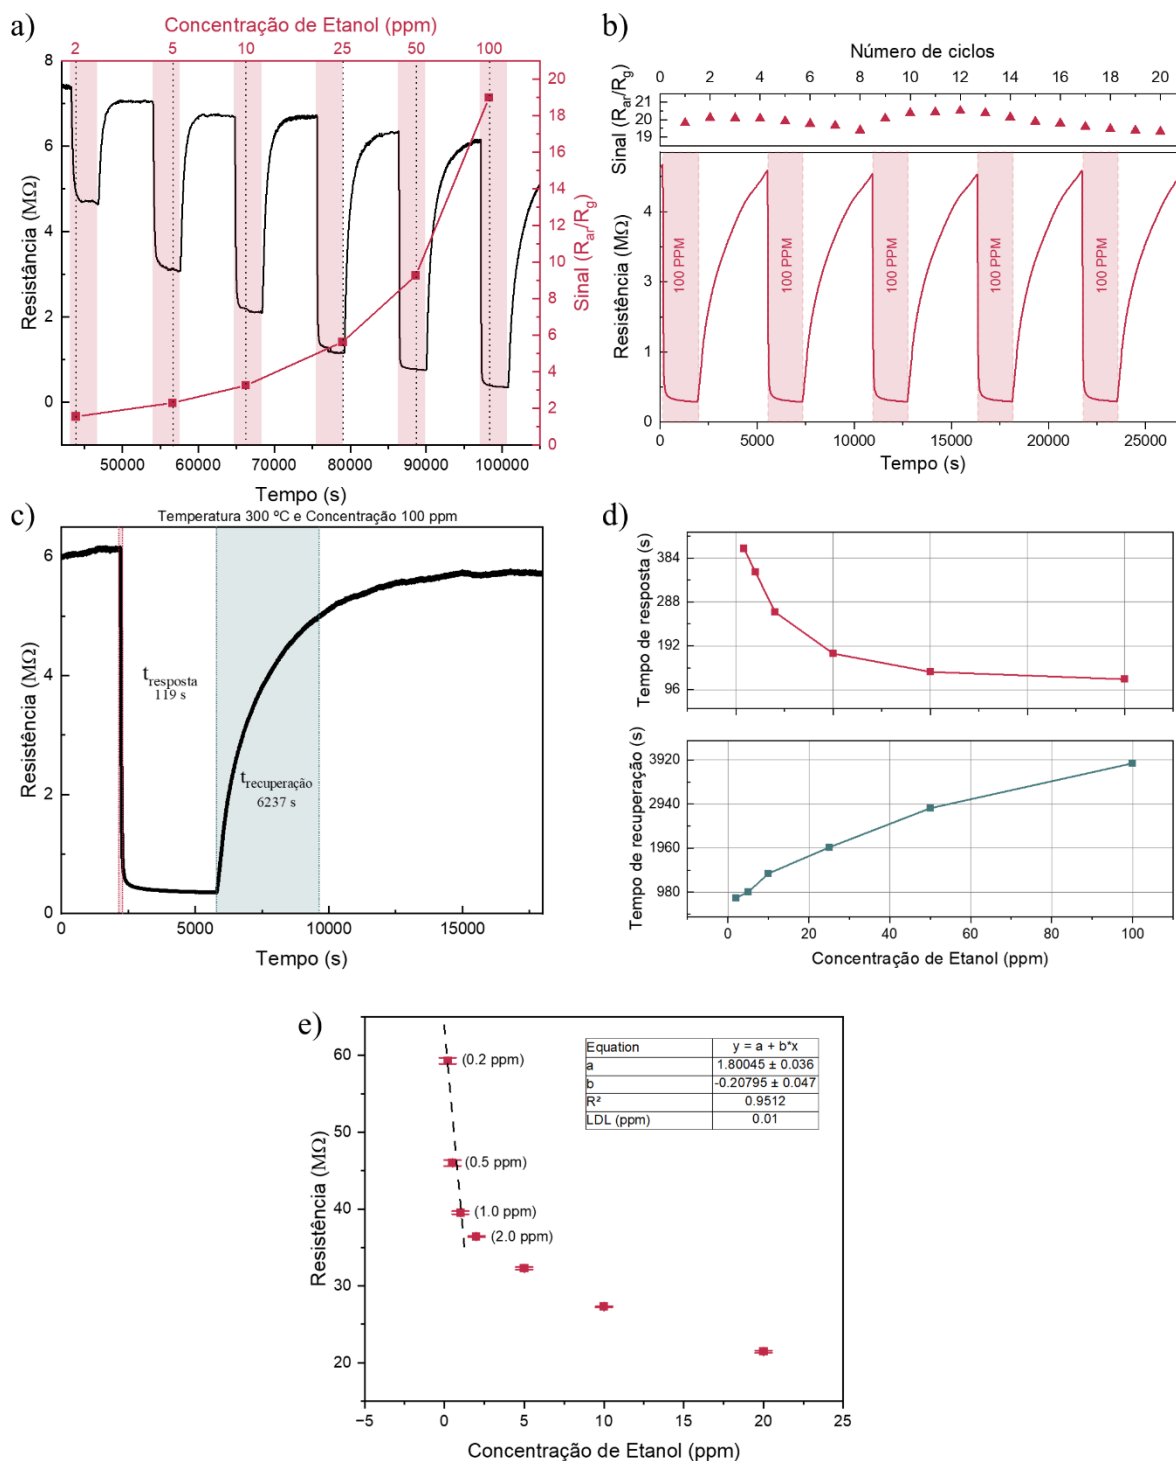 a)
Concentração de Etanol (ppm)
2 5 10 25 50 100
8
6
4
2
0
Resistência (MΩ)
20
18
16
14
12
10
8
6
4
2
0
Sinal (Rar/Rg)
50000 60000 70000 80000 90000 100000
Tempo (s)
b)
Número de ciclos
0 2 4 6 8 10 12 14 16 18 20
21
20
19
Sinal (Rar/Rg)
4
3
1
0
Resistência (MΩ)
100 PPM 100 PPM 100 PPM 100 PPM 100 PPM
0 5000 10000 15000 20000 25000
Tempo (s)
c)
Temperatura 300 ºC e Concentração 100 ppm
6
4
2
0
Resistência (MΩ)
tresposta
119 s
trecuperação
6237 s
0 5000 10000 15000
Tempo (s)
d)
384
288
192
96
Tempo de resposta (s)
3920
2940
1960
980
Tempo de recuperação (s)
0 20 40 60 80 100
Concentração de Etanol (ppm)
e)
60
50
40
30
20
Resistência (MΩ)
(0.2 ppm)
(0.5 ppm)
(1.0 ppm)
(2.0 ppm)
Equation y = a + b*x
a 1.80045 ± 0.036
b -0.20795 ± 0.047
R² 0.9512
LDL (ppm) 0.01
−5 0 5 10 15 20 25
Concentração de Etanol (ppm)